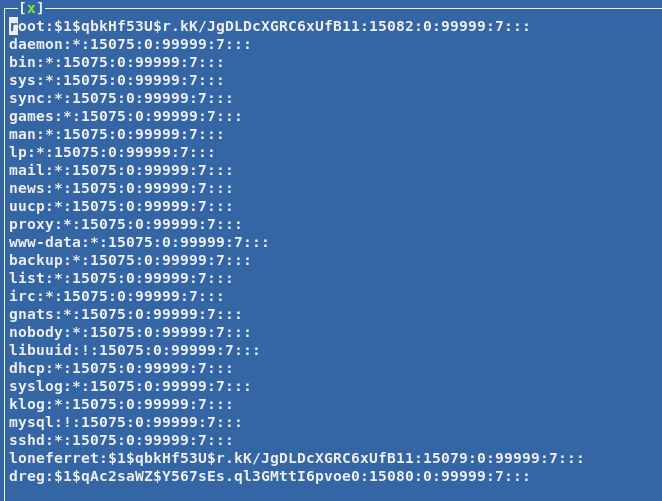 [x]
root:$1$qbkHf53U$r.kK/JgDLDcXGRC6xUfB11:15082:0:99999:7:::
daemon:*:15075:0:99999:7:::
bin:*:15075:0:99999:7:::
sys:*:15075:0:99999:7:::
sync:*:15075:0:99999:7:::
games:*:15075:0:99999:7:::
man:*:15075:0:99999:7:::
lp:*:15075:0:99999:7:::
mail:*:15075:0:99999:7:::
news:*:15075:0:99999:7:::
uucp:*:15075:0:99999:7:::
proxy:*:15075:0:99999:7:::
www-data:*:15075:0:99999:7:::
backup:*:15075:0:99999:7:::
list:*:15075:0:99999:7:::
irc:*:15075:0:99999:7:::
gnats:*:15075:0:99999:7:::
nobody:*:15075:0:99999:7:::
libuuid:!:15075:0:99999:7:::
dhcp:*:15075:0:99999:7:::
syslog:*:15075:0:99999:7:::
klog:*:15075:0:99999:7:::
mysql:!:15075:0:99999:7:::
sshd:*:15075:0:99999:7:::
loneferret:$1$qbkHf53U$r.kK/JgDLDcXGRC6xUfB11:15079:0:99999:7:::
dreg:$1$qAc2saWZ$Y567sEs.ql3GMttI6pvoe0:15080:0:99999:7:::